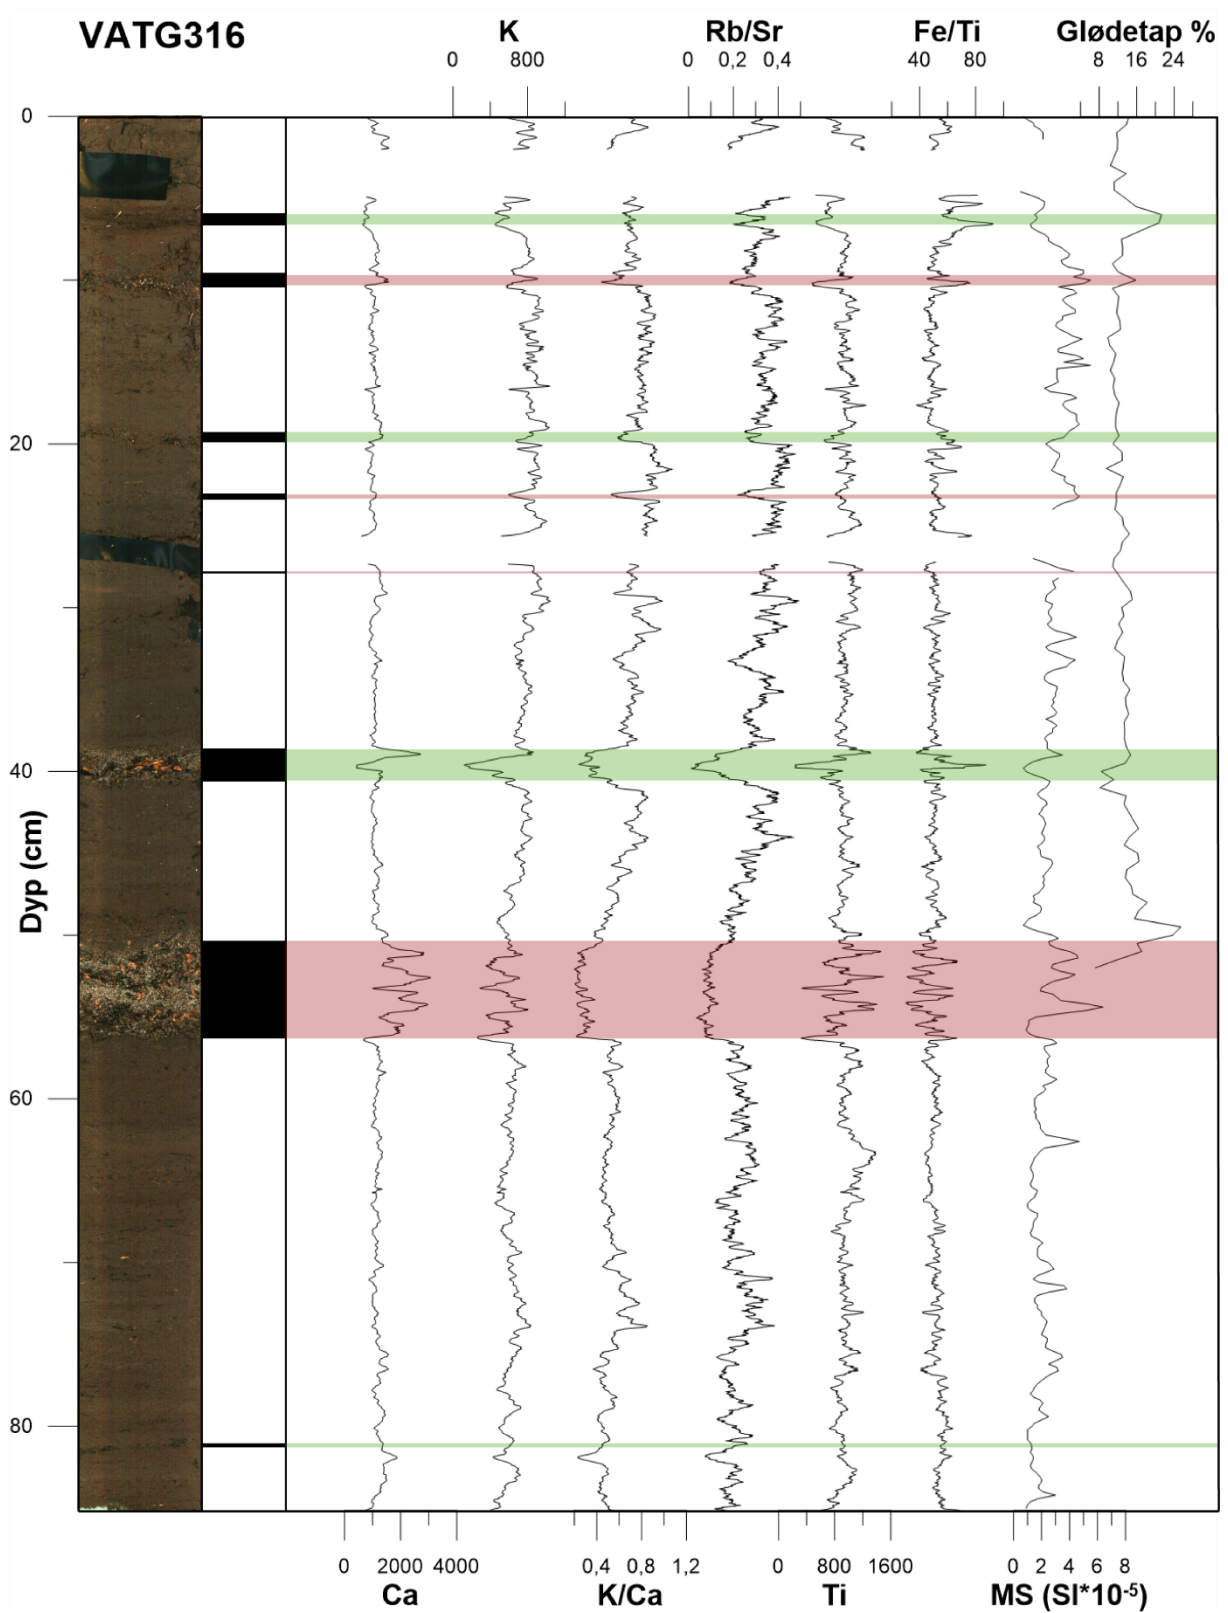 VATG316
K
Rb/Sr
Fe/Ti
Glødetap %
0 800
0 0,2 0,4
40 80
8 16 24
0
20
40
60
80
Dyp (cm)
0 2000 4000
0,4 0,8 1,2
0 800 1600
0 2 4 6 8
Ca
K/Ca
Ti
MS (SI*10-5)